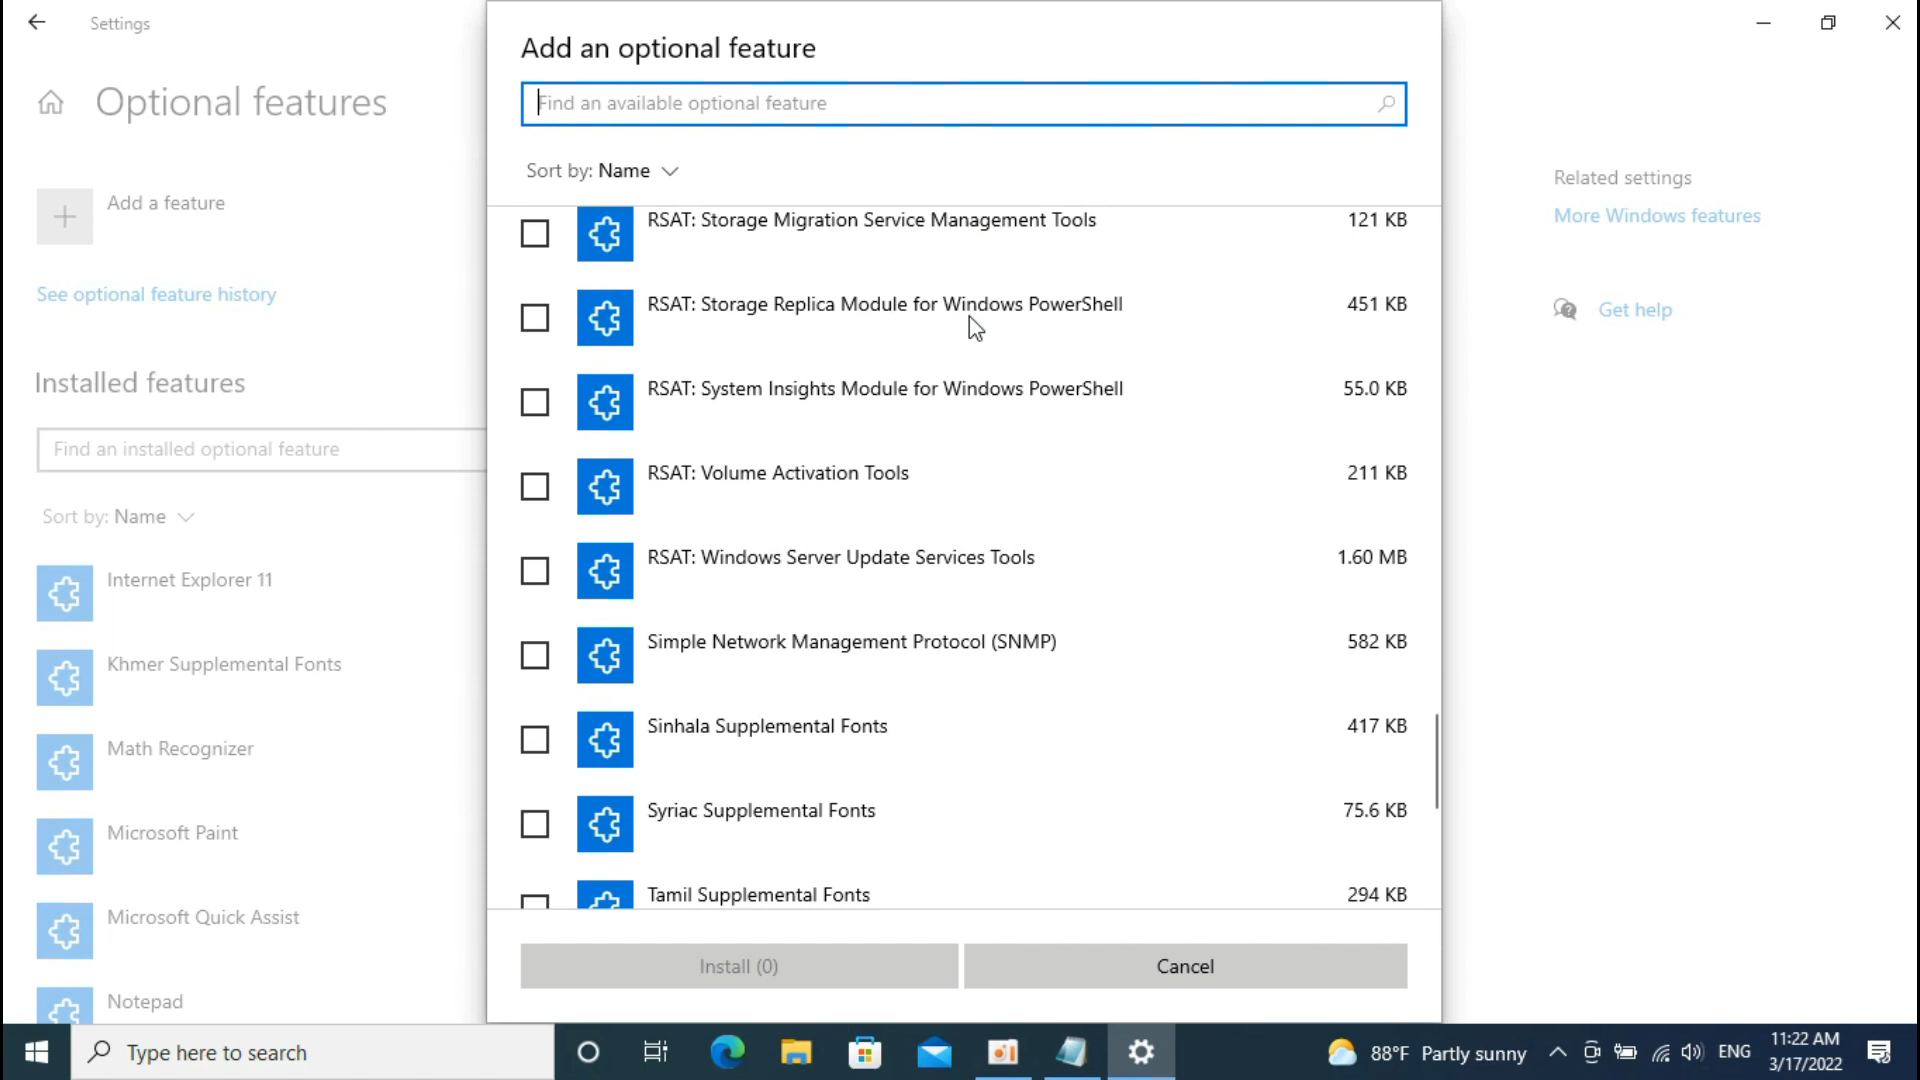 Settings
Optional features
Add a feature
See optional feature history
Installed features
Find an installed optional feature
Sort by: Name
Internet Explorer 11
Khmer Supplemental Fonts
Math Recognizer
Microsoft Paint
Microsoft Quick Assist
Notepad
Add an optional feature
Find an available optional feature
Sort by: Name
RSAT: Storage Migration Service Management Tools 121 KB
RSAT: Storage Replica Module for Windows PowerShell 451 KB
RSAT: System Insights Module for Windows PowerShell 55.0 KB
RSAT: Volume Activation Tools 211 KB
RSAT: Windows Server Update Services Tools 1.60 MB
Simple Network Management Protocol (SNMP) 582 KB
Sinhala Supplemental Fonts 417 KB
Syriac Supplemental Fonts 75.6 KB
Tamil Supplemental Fonts 294 KB
Install (0)
Cancel
Related settings
More Windows features
Get help
Type here to search
88°F Partly sunny
ENG
11:22 AM
3/17/2022